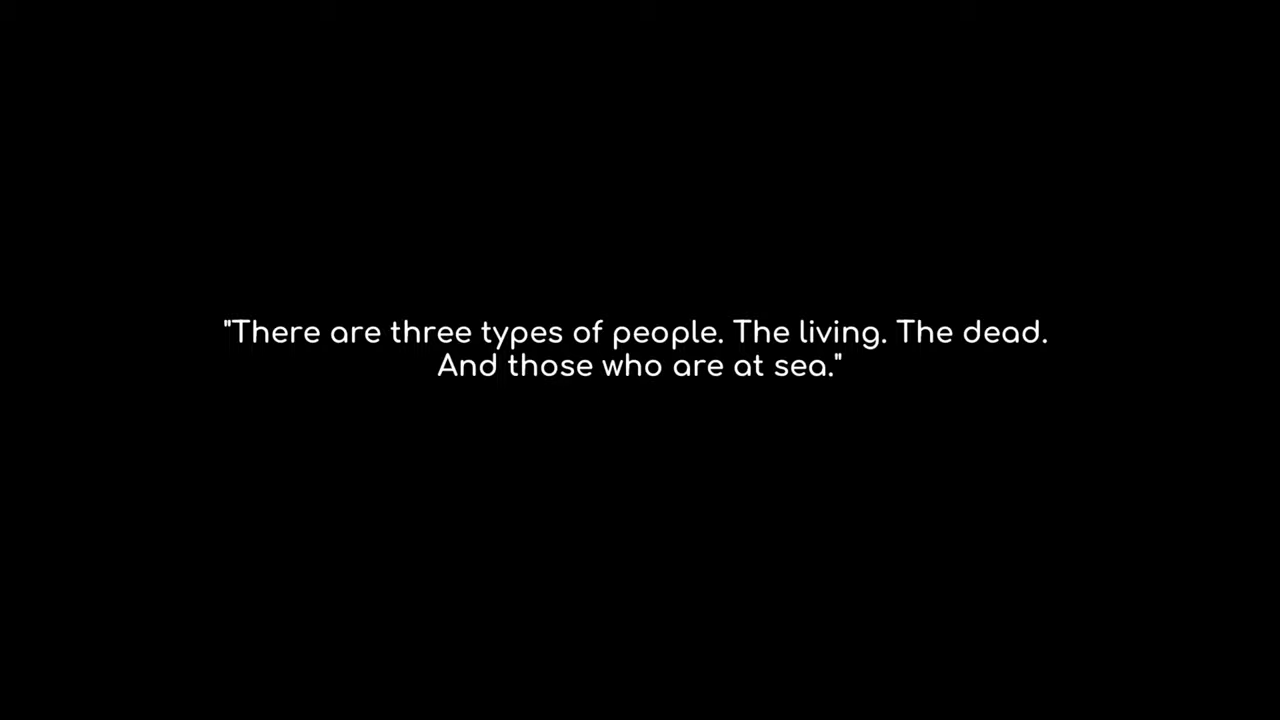 "There are three types of people. The living. The dead.
And those who are at sea."